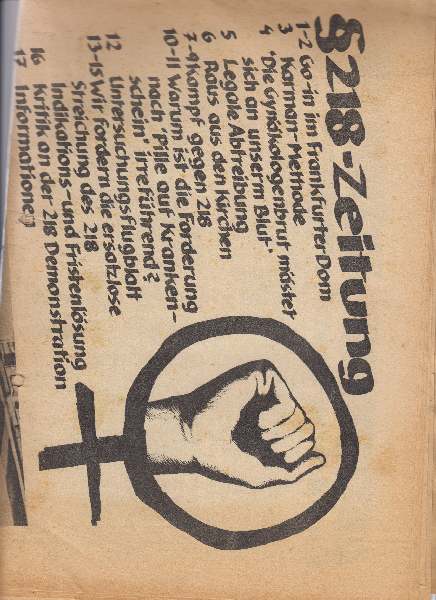 §218-Zeitung
1-2 Go-in im Frankfurter Dom
3 Karman-Methode
4 'Die Gynäkologenbrut mästet
sich an unserm Blut'
5 Legale Abtreibung
6 Raus aus den Kirchen
7-9 Kampf gegen 218
10-11 Warum ist die Forderung
nach 'Pille auf Kranken-
schein' irreführend?
12 Untersuchungsflugblatt
13-15 Wir fordern die ersatzlose
Streichung des 218
Indikations- und Fristenlösung
16 Kritik an der 218 Demonstration
17 Informationen